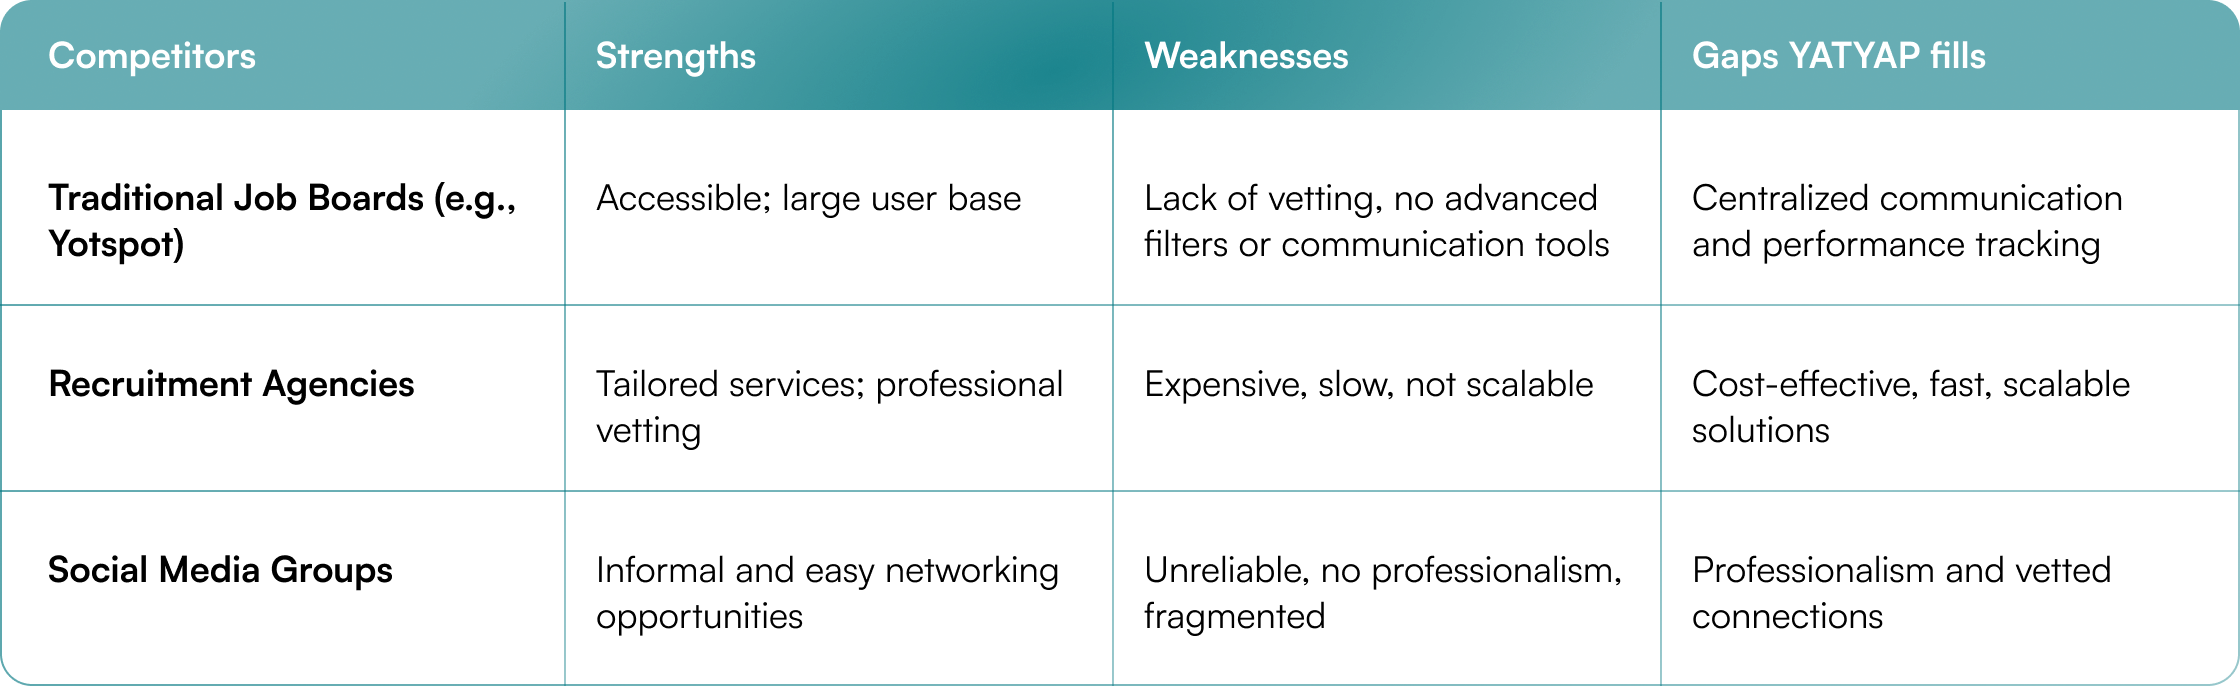 Competitors
Strengths
Weaknesses
Gaps YATYAP fills
Traditional Job Boards (e.g.,
Yotspot)
Accessible; large user base
Lack of vetting, no advanced
filters or communication tools
Centralized communication
and performance tracking
Recruitment Agencies
Tailored services; professional
vetting
Expensive, slow, not scalable
Cost-effective, fast, scalable
solutions
Social Media Groups
Informal and easy networking
opportunities
Unreliable, no professionalism,
fragmented
Professionalism and vetted
connections